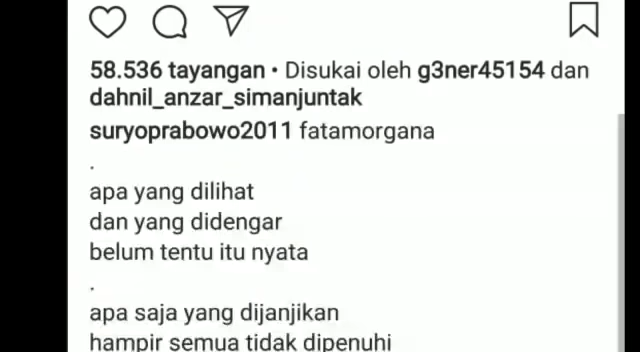 58.536 tayangan • Disukai oleh g3ner45154 dan
dahnil_anzar_simanjuntak
suryoprabowo2011 fatamorgana
.
apa yang dilihat
dan yang didengar
belum tentu itu nyata
.
apa saja yang dijanjikan
hampir semua tidak dipenuhi